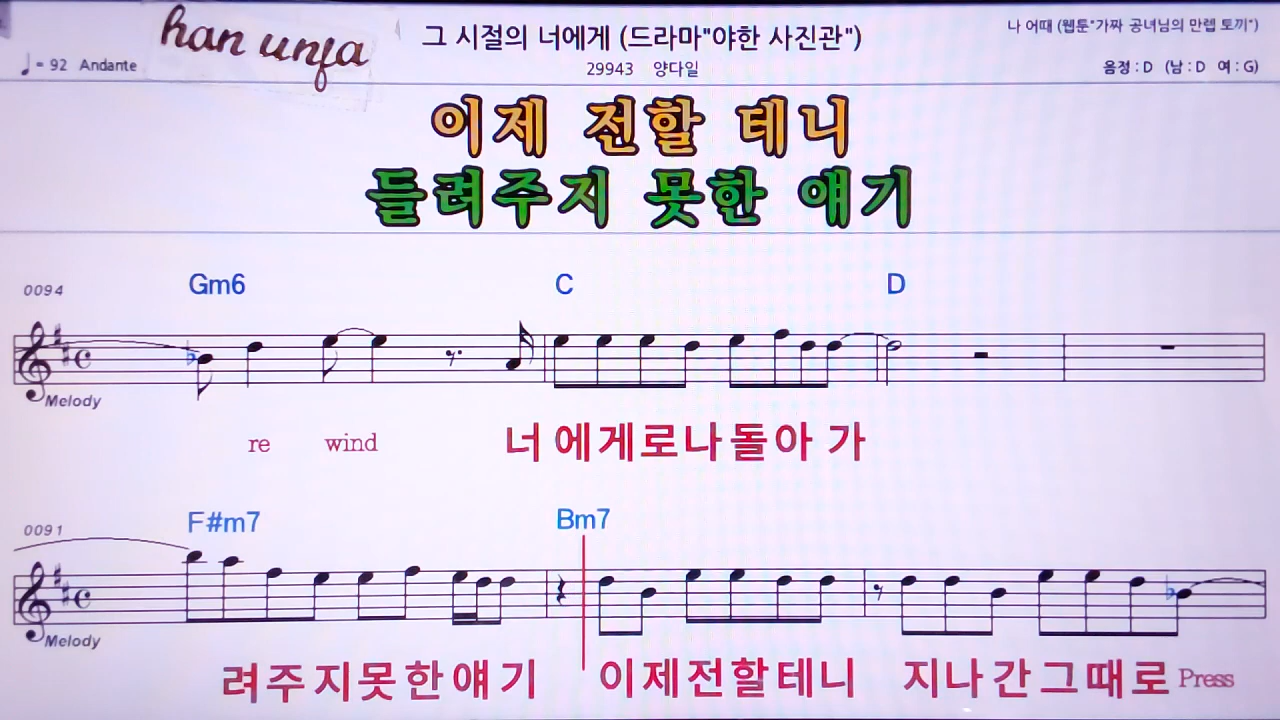 han unfa
그 시절의 너에게 (드라마"야한 사진관")
나 어때 (웹툰"가짜 공녀님의 만렙 토끼")
♩= 92 Andante
29943 양다일
음정 : D (남 : D 여 : G)
이제 전할 테니
들려주지 못한 얘기
0094 Gm6 C D
Melody
re wind 너 에게로나 돌아 가
0091 F#m7 Bm7
Melody
려주지못한얘기 이제전할테니 지나간그때로 Press